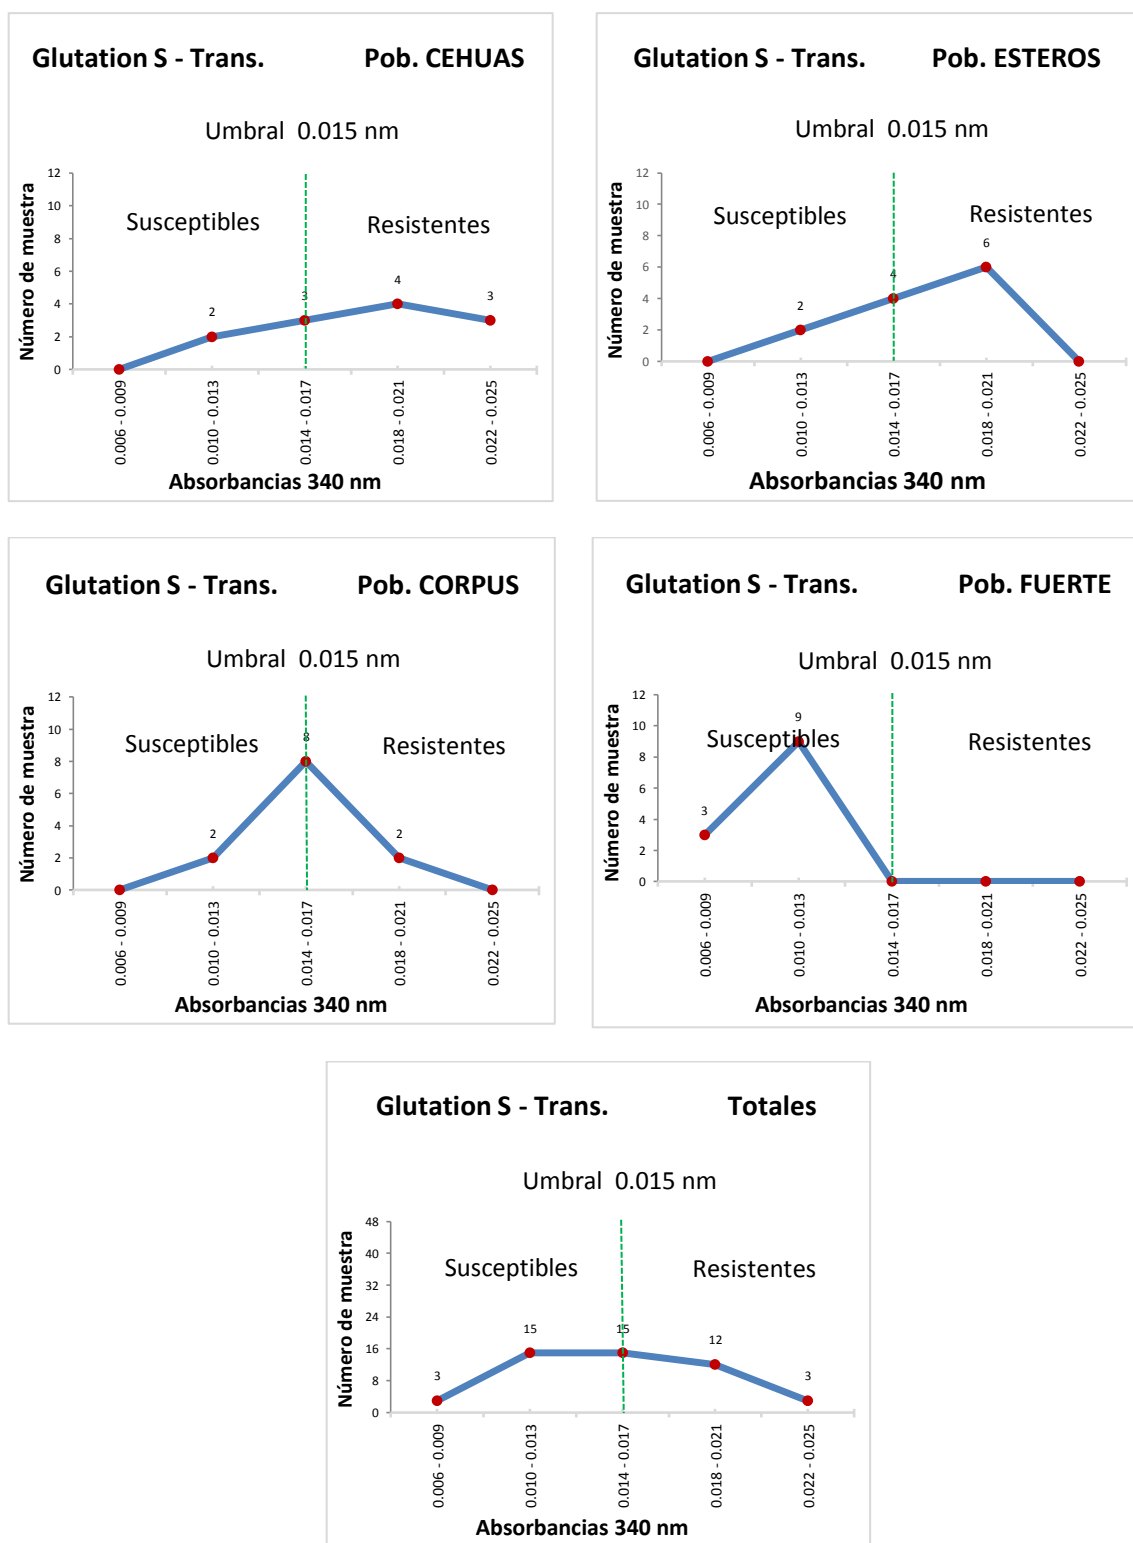 Glutation S - Trans. Pob. CEHUAS
Umbral 0.015 nm
Número de muestra
12
10
8
6
4
2
0
Susceptibles
Resistentes
2
3
4
3
0.006 - 0.009
0.010 - 0.013
0.014 - 0.017
0.018 - 0.021
0.022 - 0.025
Absorbancias 340 nm
Glutation S - Trans. Pob. ESTEROS
Umbral 0.015 nm
Número de muestra
12
10
8
6
4
2
0
Susceptibles
Resistentes
2
4
6
0.006 - 0.009
0.010 - 0.013
0.014 - 0.017
0.018 - 0.021
0.022 - 0.025
Absorbancias 340 nm
Glutation S - Trans. Pob. CORPUS
Umbral 0.015 nm
Número de muestra
12
10
8
6
4
2
0
Susceptibles
Resistentes
2
8
2
0.006 - 0.009
0.010 - 0.013
0.014 - 0.017
0.018 - 0.021
0.022 - 0.025
Absorbancias 340 nm
Glutation S - Trans. Pob. FUERTE
Umbral 0.015 nm
Número de muestra
12
10
8
6
4
2
0
Susceptibles
Resistentes
3
9
0.006 - 0.009
0.010 - 0.013
0.014 - 0.017
0.018 - 0.021
0.022 - 0.025
Absorbancias 340 nm
Glutation S - Trans. Totales
Umbral 0.015 nm
Número de muestra
48
40
32
24
16
8
0
Susceptibles
Resistentes
3
15
15
12
3
0.006 - 0.009
0.010 - 0.013
0.014 - 0.017
0.018 - 0.021
0.022 - 0.025
Absorbancias 340 nm